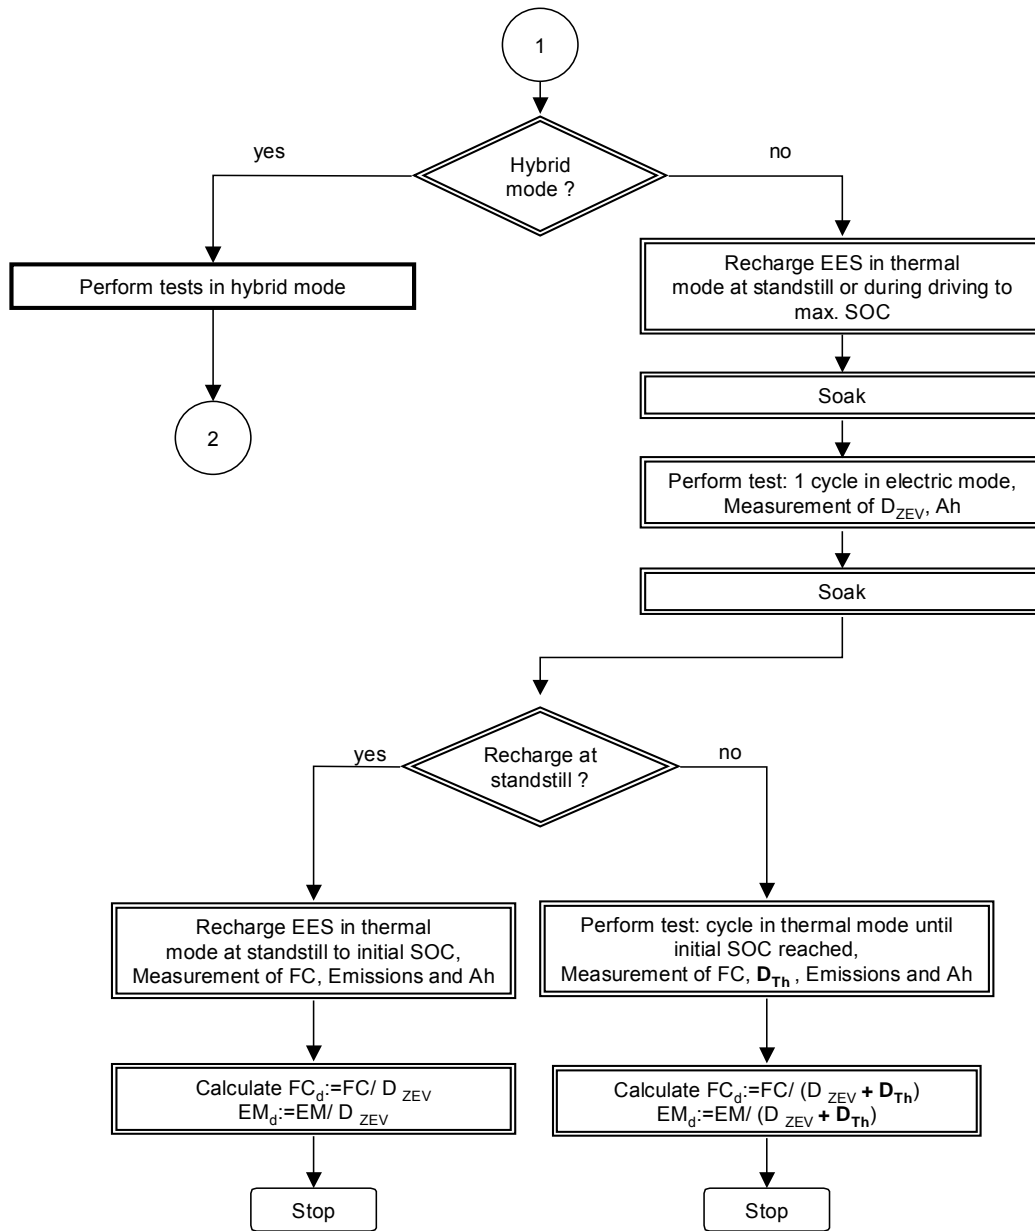 1
yes
Hybrid
mode ?
no
Perform tests in hybrid mode
2
Recharge EES in thermal
mode at standstill or during driving to
max. SOC
Soak
Perform test: 1 cycle in electric mode,
Measurement of D ZEV, Ah
Soak
yes
Recharge at
standstill ?
no
Recharge EES in thermal
mode at standstill to initial SOC,
Measurement of FC, Emissions and Ah
Perform test: cycle in thermal mode until
initial SOC reached,
Measurement of FC, DTh , Emissions and Ah
Calculate FCd:=FC/ D ZEV
EMd:=EM/ D ZEV
Calculate FCd:=FC/ (D ZEV + DTh)
EMd:=EM/ (D ZEV + DTh)
Stop
Stop